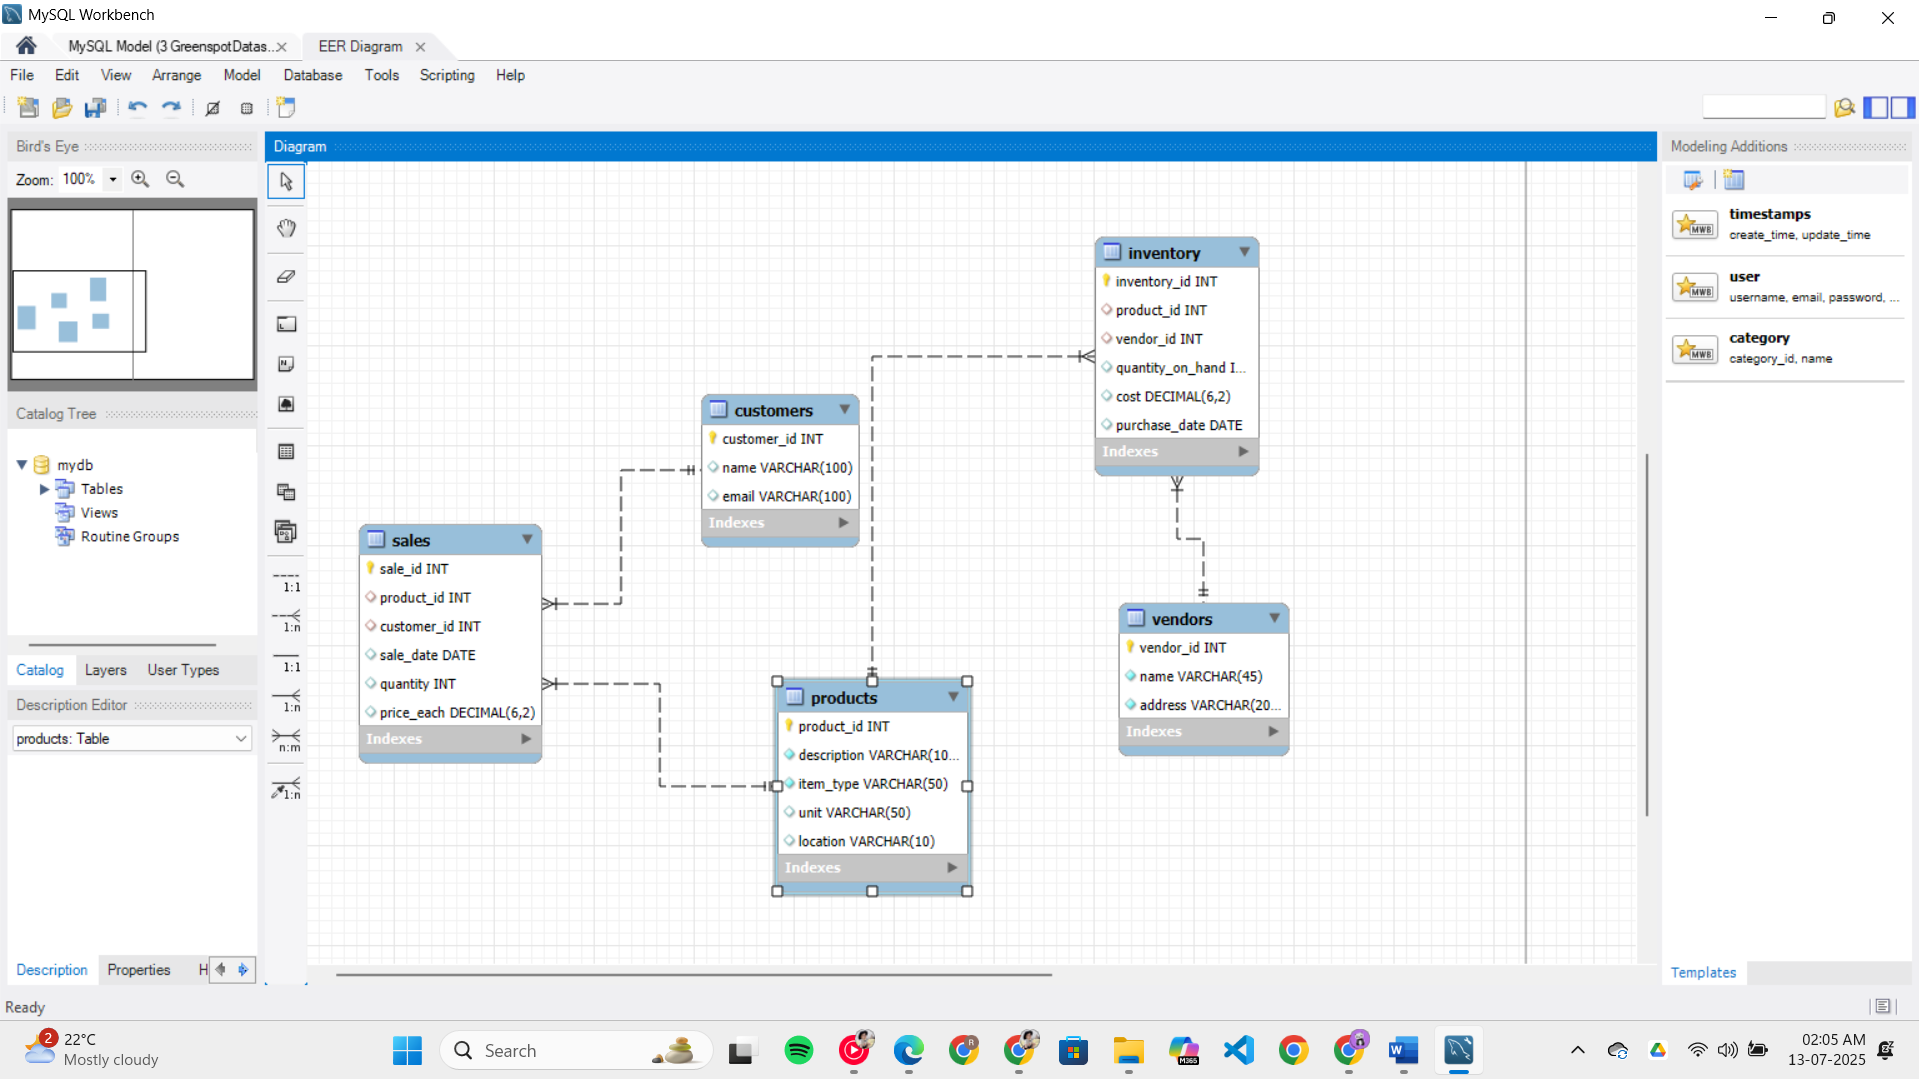 MySQL Workbench
MySQL Model (3 GreenspotDatas..
EER Diagram
File Edit View Arrange Model Database Tools Scripting Help
Bird's Eye
Zoom: 100%
Catalog Tree
mydb
Tables
Views
Routine Groups
Catalog Layers User Types
Description Editor
products: Table
Description Properties H
Ready
Diagram
1:1
1:n
1:1
1:n
n:m
1:n
sales
sale_id INT
product_id INT
customer_id INT
sale_date DATE
quantity INT
price_each DECIMAL(6,2)
Indexes
customers
customer_id INT
name VARCHAR(100)
email VARCHAR(100)
Indexes
products
product_id INT
description VARCHAR(10...
item_type VARCHAR(50)
unit VARCHAR(50)
location VARCHAR(10)
Indexes
inventory
inventory_id INT
product_id INT
vendor_id INT
quantity_on_hand I...
cost DECIMAL(6,2)
purchase_date DATE
Indexes
vendors
vendor_id INT
name VARCHAR(45)
address VARCHAR(20...
Indexes
Modeling Additions
timestamps
create_time, update_time
user
username, email, password, ...
category
category_id, name
MWB
MWB
MWB
Templates
2
22°C
Mostly cloudy
Search
R
M365
W
02:05 AM
13-07-2025